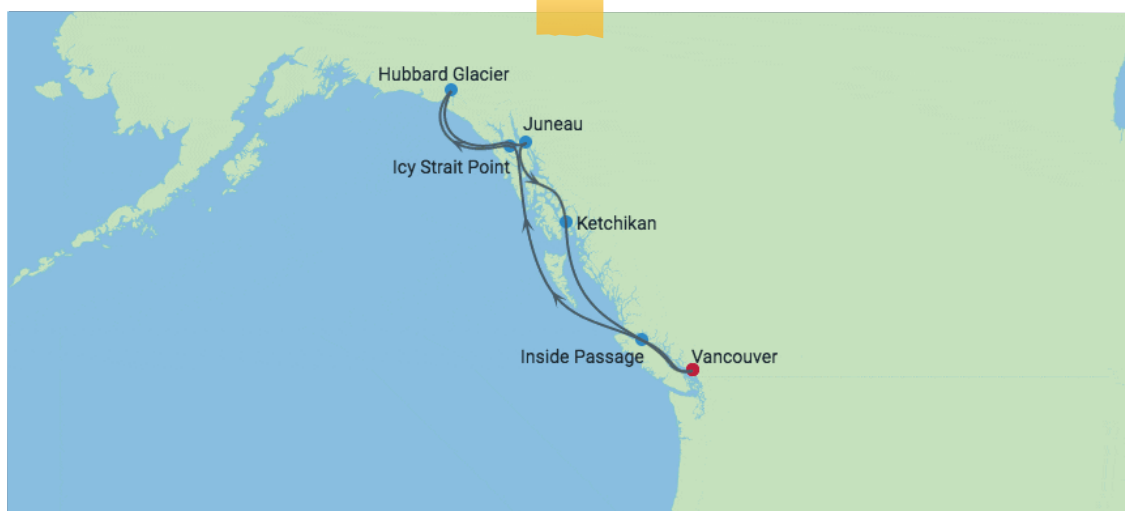 Hubbard Glacier
Juneau
Icy Strait Point
Ketchikan
Inside Passage
Vancouver